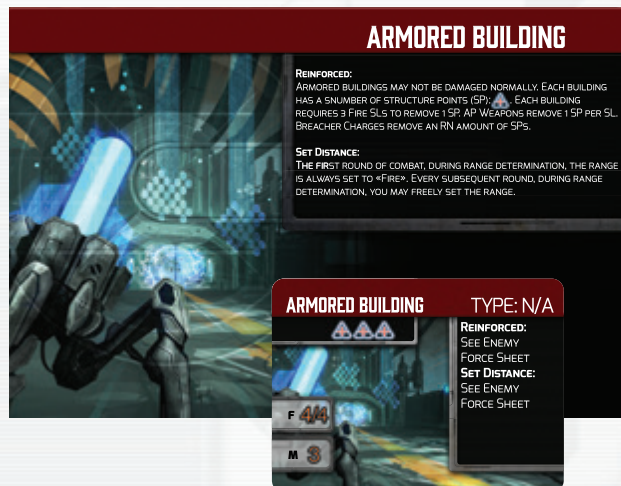 ARMORED BUILDING
REINFORCED:
ARMORED BUILDINGS MAY NOT BE DAMAGED NORMALLY. EACH BUILDING
HAS A SNUMBER OF STRUCTURE POINTS (SP): . EACH BUILDING
REQUIRES 3 FIRE SLS TO REMOVE 1 SP. AP WEAPONS REMOVE 1 SP PER SL.
BREACHER CHARGES REMOVE AN RN AMOUNT OF SPS.
SET DISTANCE:
THE FIRST ROUND OF COMBAT, DURING RANGE DETERMINATION, THE RANGE
IS ALWAYS SET TO «FIRE». EVERY SUBSEQUENT ROUND, DURING RANGE
DETERMINATION, YOU MAY FREELY SET THE RANGE.
ARMORED BUILDING TYPE: N/A
REINFORCED:
SEE ENEMY
FORCE SHEET
SET DISTANCE:
SEE ENEMY
FORCE SHEET
F 4/4
M 3